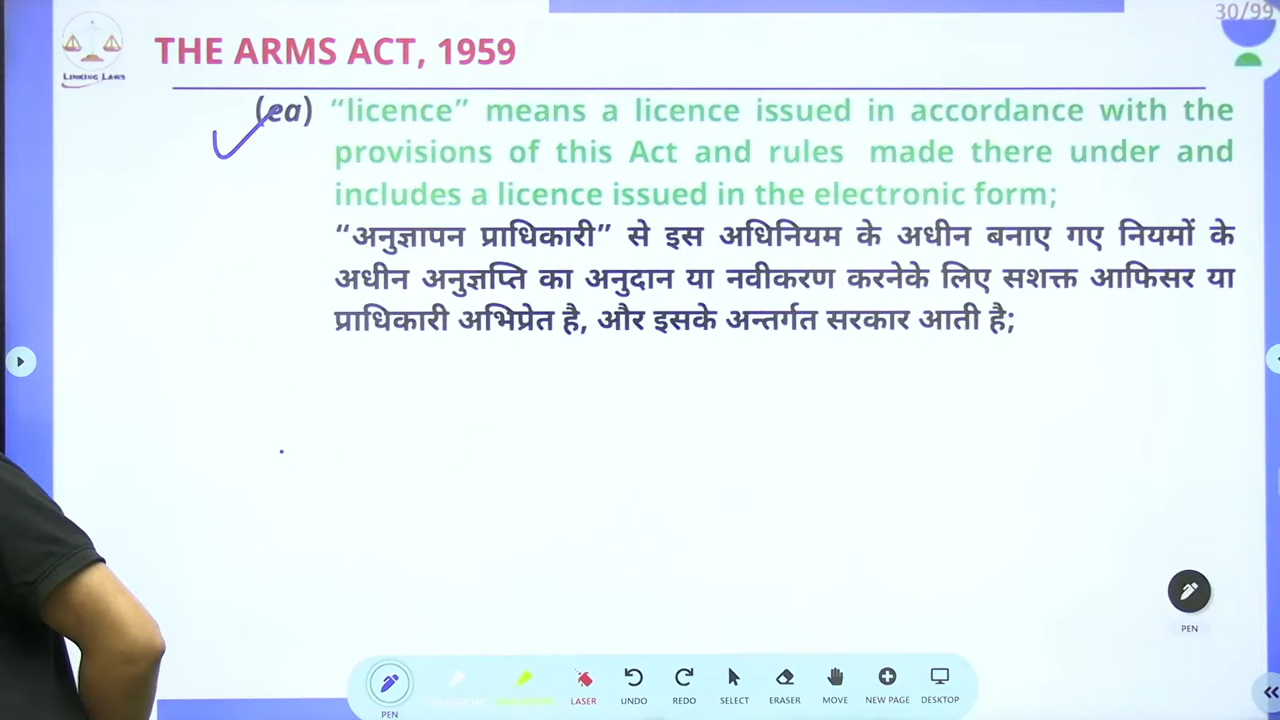 30/99
LINKING LAWS
THE ARMS ACT, 1959
(ea) “licence” means a licence issued in accordance with the
provisions of this Act and rules made there under and
includes a licence issued in the electronic form;
“अनुज्ञापन प्राधिकारी” से इस अधिनियम के अधीन बनाए गए नियमों के
अधीन अनुज्ञप्ति का अनुदान या नवीकरण करनेके लिए सशक्त आफिसर या
प्राधिकारी अभिप्रेत है, और इसके अन्तर्गत सरकार आती है;
PEN
PEN LASER UNDO REDO SELECT ERASER MOVE NEW PAGE DESKTOP